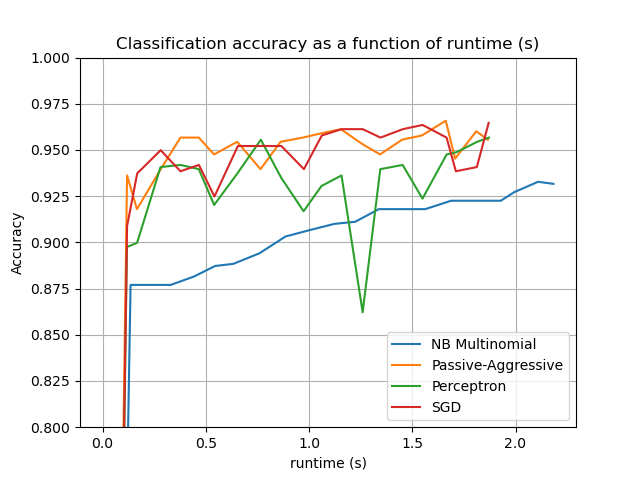 Classification accuracy as a function of runtime (s)
1.000
0.975
0.950
0.925
0.900
0.875
0.850
0.825
0.800
Accuracy
0.0
0.5
1.0
1.5
2.0
runtime (s)
NB Multinomial
Passive-Aggressive
Perceptron
SGD